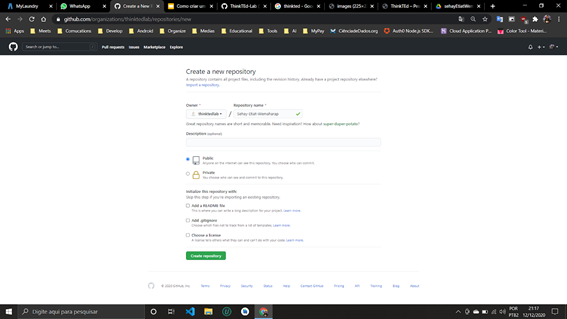 MyLaundry
WhatsApp
Create a New
Como criar um
ThinkTed-Lab
thinkted - Goo
images (225×
ThinkTEd – P
sehayEtatWeel
github.com/organizations/thinktedlab/repositories/new
Apps
Meets
Comucations
Develop
Android
Organize
Medias
Educational
Tools
AI
MyPay
CiênciadeDados.org
Auth0 Node.js SDK...
Cloud Application P...
Color Tool - Materi...
Search or jump to...
Pull requests Issues Marketplace Explore
Create a new repository
A repository contains all project files, including the revision history. Already have a project repository elsewhere?
Import a repository.
Owner *
Repository name *
thinktedlab
/
Great repository names are short and memorable. Need inspiration? How about super-duper-potato?
Description (optional)
Public
Anyone on the internet can see this repository. You choose who can commit.
Private
You choose who can see and commit to this repository.
Initialize this repository with:
Skip this step if you're importing an existing repository.
Add a README file
This is where you can write a long description for your project. Learn more.
Add .gitignore
Choose which files not to track from a list of templates. Learn more.
Choose a license
A license tells others what they can and can't do with your code. Learn more.
Create repository
© 2020 GitHub, Inc.
Terms
Privacy
Security
Status
Help
Contact GitHub
Pricing
API
Training
Blog
About
Digite aqui para pesquisar
POR
PTB2
21:17
12/12/2020